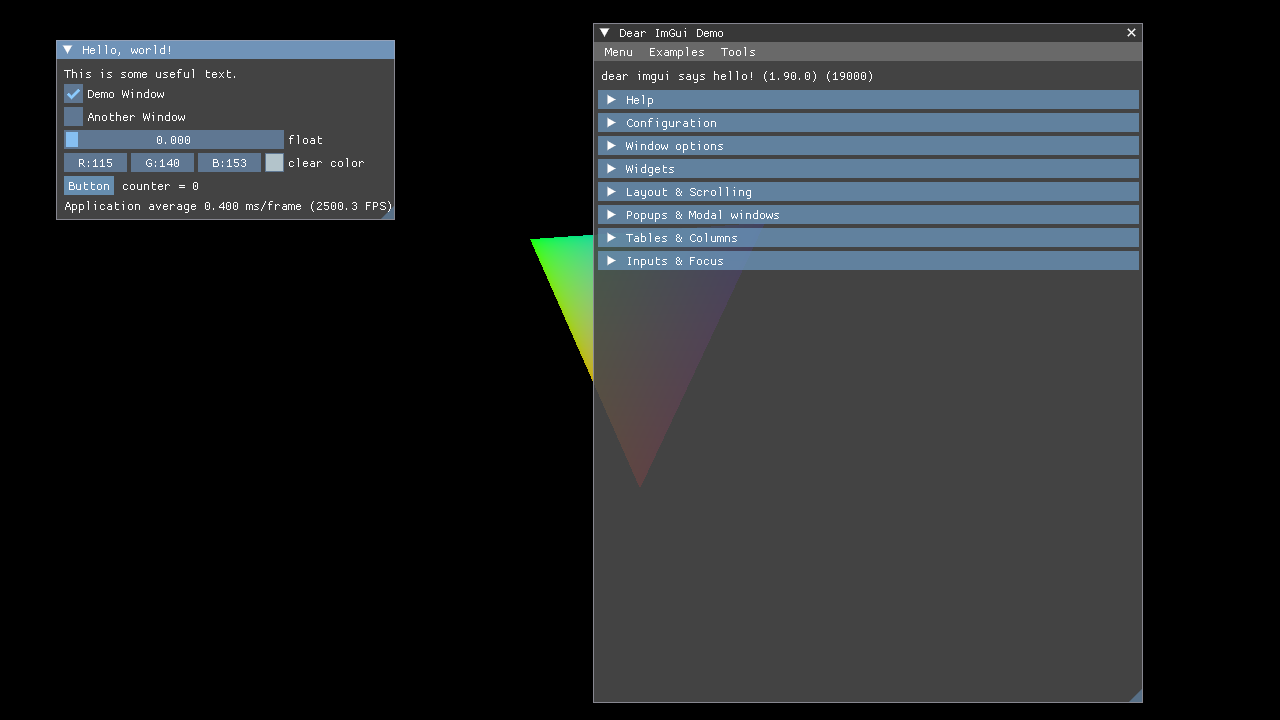 Hello, world!
This is some useful text.
Demo Window
Another Window
0.000 float
R:115 G:140 B:153 clear color
Button counter = 0
Application average 0.400 ms/frame (2500.3 FPS)
Dear ImGui Demo
Menu Examples Tools
dear imgui says hello! (1.90.0) (19000)
Help
Configuration
Window options
Widgets
Layout & Scrolling
Popups & Modal windows
Tables & Columns
Inputs & Focus